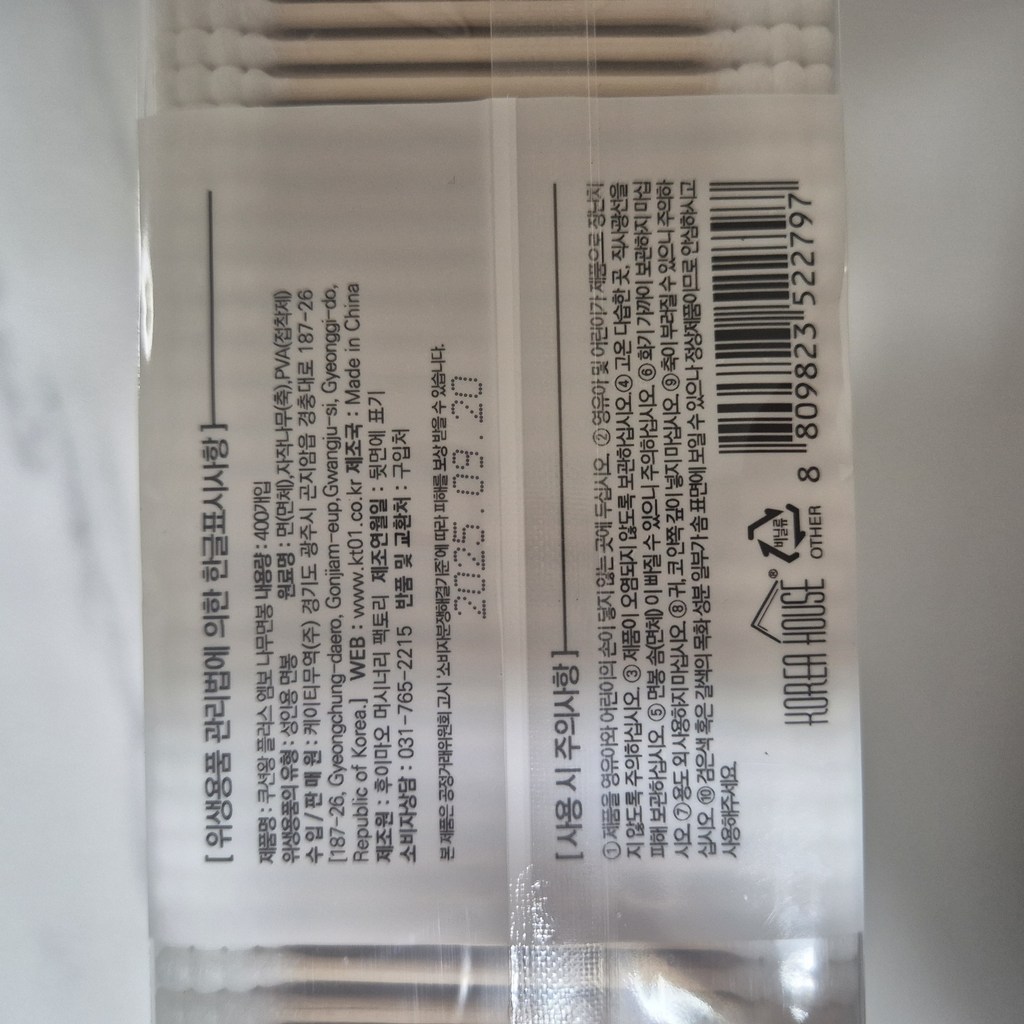 [ 위생용품 관리법에 의한 한글표시사항 ]
제품명 : 쿠션왕 플러스 엠보 나무면봉 내용량 : 400개입
위생용품의 유형 : 성인용 면봉 원료명 : 면(면체),자작나무(축),PVA(접착제)
수 입 / 판 매 원 : 케이티무역(주) 경기도 광주시 곤지암읍 경충대로 187-26
[187-26, Gyeongchung-daero, Gonjiam-eup,Gwangju-si, Gyeonggi-do,
Republic of Korea.] WEB : www.kt01.co.kr 제조국 : Made in China
제조원 : 후이마오 머시너리 팩토리 제조연월일 : 뒷면에 표기
소비자상담 : 031-765-2215 반품 및 교환처 : 구입처
본 제품은 공정거래위원회 고시 '소비자분쟁해결기준'에 따라 피해를 보상 받을 수 있습니다.
2025.09.20
[ 사용 시 주의사항 ]
① 제품을 영유아와 어린이의 손이 닿지 않는 곳에 두십시오. ② 영유아 및 어린이가 제품으로 장난치
지 않도록 주의하십시오. ③ 제품이 오염되지 않도록 보관하십시오. ④ 고온 다습한 곳, 직사광선을
피해 보관하십시오. ⑤ 면봉 솜(면체) 이 빠질 수 있으니 주의하십시오. ⑥ 화기 가까이 보관하지 마십
시오. ⑦ 용도 외 사용하지 마십시오. ⑧ 귀, 코 안쪽 깊이 넣지 마십시오. ⑨ 축이 부러질 수 있으니 주의하
십시오. ⑩ 검은색 혹은 갈색의 목화 성분 일부가 솜 표면에 보일 수 있으나 정상제품이므로 안심하시고
사용해주세요.
KOREA HOUSE®
비닐류
OTHER
8 809823 522797